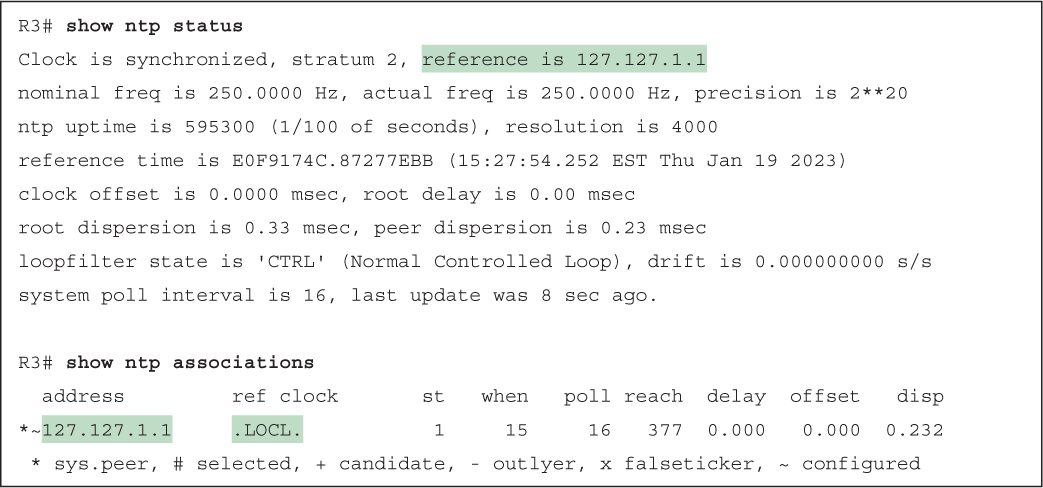 R3# show ntp status
Clock is synchronized, stratum 2, reference is 127.127.1.1
nominal freq is 250.0000 Hz, actual freq is 250.0000 Hz, precision is 2**20
ntp uptime is 595300 (1/100 of seconds), resolution is 4000
reference time is E0F9174C.87277EBB (15:27:54.252 EST Thu Jan 19 2023)
clock offset is 0.0000 msec, root delay is 0.00 msec
root dispersion is 0.33 msec, peer dispersion is 0.23 msec
loopfilter state is 'CTRL' (Normal Controlled Loop), drift is 0.000000000 s/s
system poll interval is 16, last update was 8 sec ago.
R3# show ntp associations
address ref clock st when poll reach delay offset disp
*~127.127.1.1 .LOCL. 1 15 16 377 0.000 0.000 0.232
* sys.peer, # selected, + candidate, - outlyer, x falseticker, ~ configured